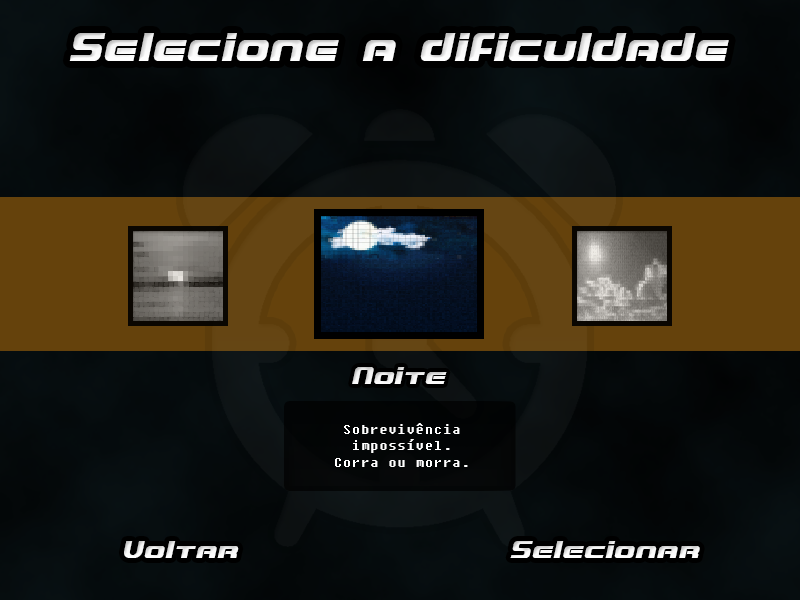 Selecione a dificuldade
Noite
Sobrevivência
impossível.
Corra ou morra.
Voltar
Selecionar